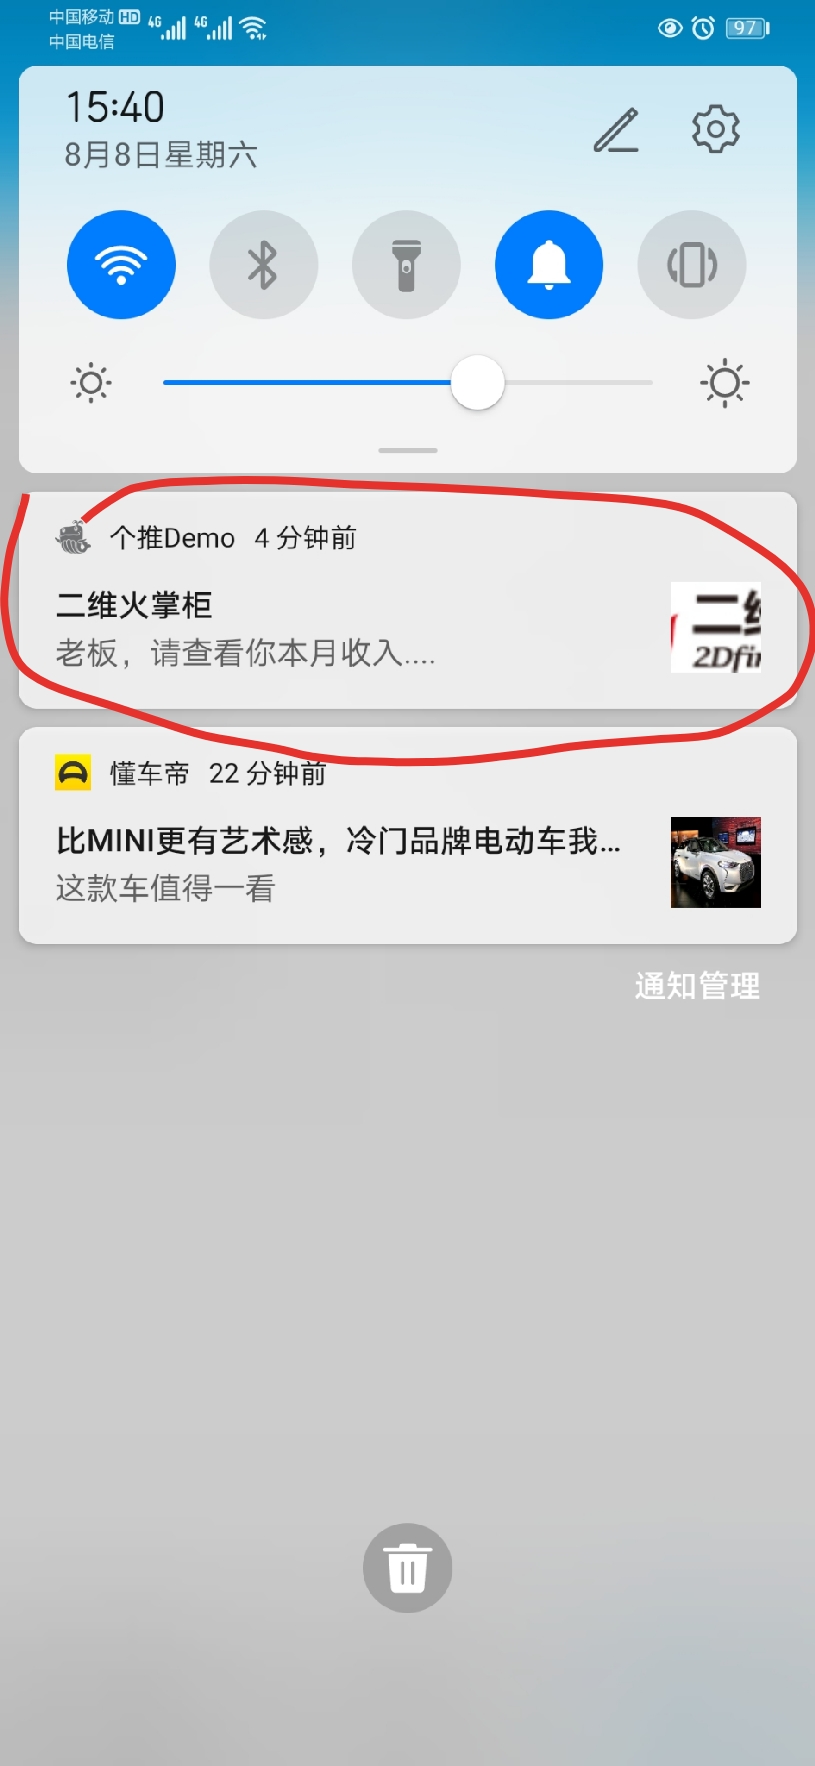 中国移动 HD 4G 4G
中国电信
97
15:40
8月8日星期六
个推Demo 4 分钟前
二维火掌柜
老板，请查看你本月收入....
二
2Dfi
懂车帝 22 分钟前
比MINI更有艺术感，冷门品牌电动车我...
这款车值得一看
通知管理